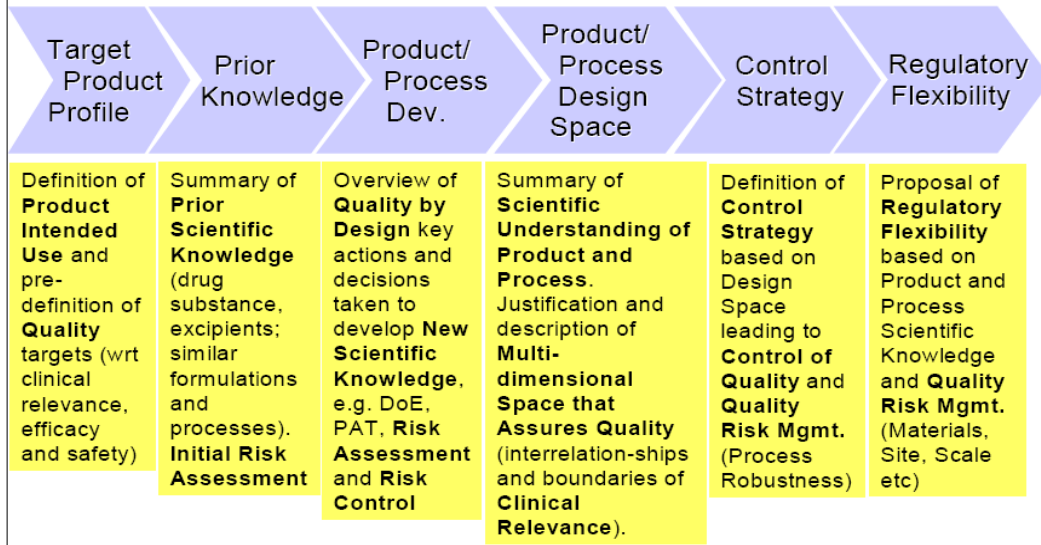 Target
Product
Profile
Prior
Knowledge
Product/
Process
Dev.
Product/
Process
Design
Space
Control
Strategy
Regulatory
Flexibility
Definition of
Product
Intended
Use and
pre-
definition of
Quality
targets (wrt
clinical
relevance,
efficacy
and safety)
Summary of
Prior
Scientific
Knowledge
(drug
substance,
excipients;
similar
formulations
and
processes).
Initial Risk
Assessment
Overview of
Quality by
Design key
actions and
decisions
taken to
develop New
Scientific
Knowledge,
e.g. DoE,
PAT, Risk
Assessment
and Risk
Control
Summary of
Scientific
Understanding of
Product and
Process.
Justification and
description of
Multi-
dimensional
Space that
Assures Quality
(interrelation-ships
and boundaries of
Clinical
Relevance).
Definition of
Control
Strategy
based on
Design
Space
leading to
Control of
Quality and
Quality
Risk Mgmt.
(Process
Robustness)
Proposal of
Regulatory
Flexibility
based on
Product and
Process
Scientific
Knowledge
and Quality
Risk Mgmt.
(Materials,
Site, Scale
etc)